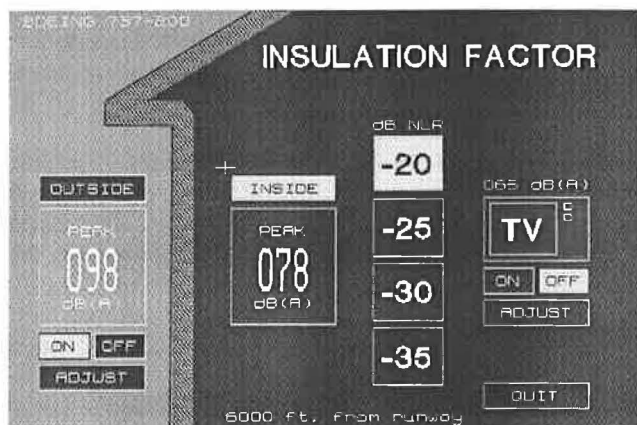 BOEING 737-200
INSULATION FACTOR
dB NLR
-20
-25
-30
-35
OUTSIDE
PEAK
098
dB(A)
ON OFF
ADJUST
INSIDE
PEAK
078
dB(A)
065 dB(A)
TV
ON OFF
ADJUST
QUIT
6000 ft. from runway